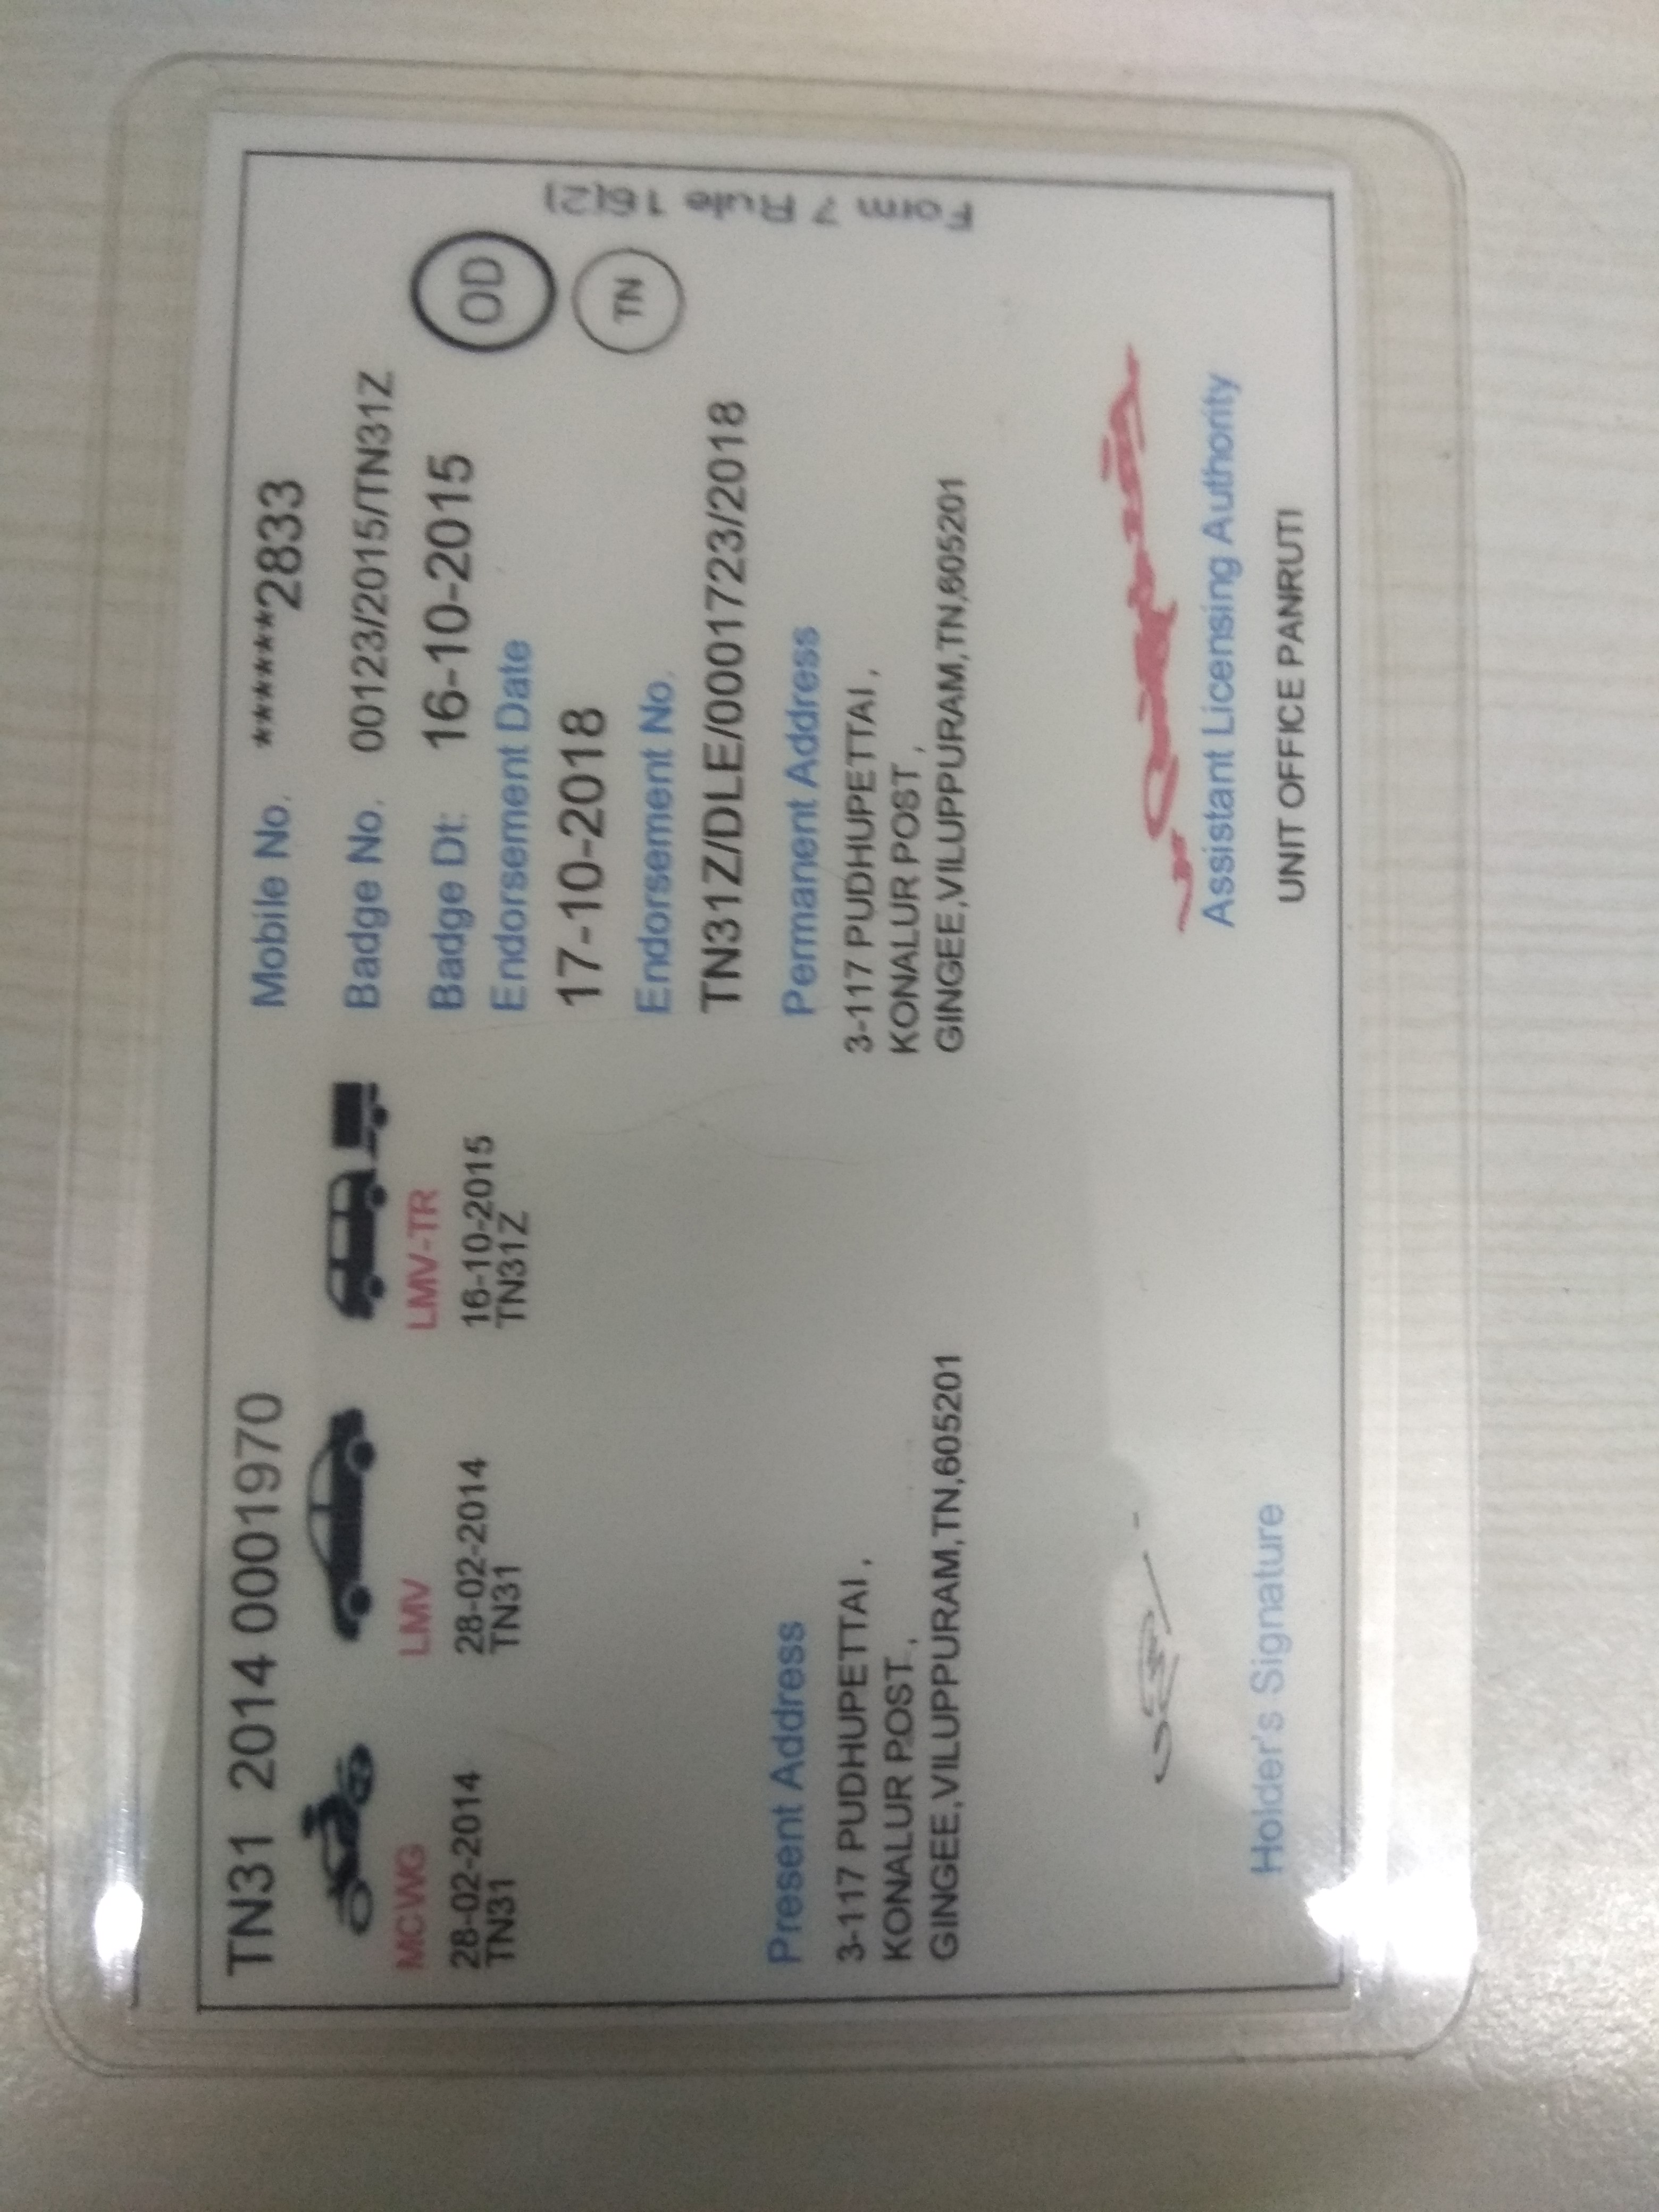 TN31 2014 0001970
Mobile No. *******2833
MCWG
28-02-2014
TN31
LMV
28-02-2014
TN31
LMV-TR
16-10-2015
TN31Z
Badge No. 00123/2015/TN31Z
Badge Dt: 16-10-2015
Endorsement Date
17-10-2018
Endorsement No.
TN31Z/DLE/0001723/2018
OD
TN
Form 7 Rule 16(2)
Present Address
3-117 PUDHUPETTAI ,
KONALUR POST ,
GINGEE,VILUPPURAM,TN,605201
Permanent Address
3-117 PUDHUPETTAI ,
KONALUR POST ,
GINGEE,VILUPPURAM,TN,605201
Holder's Signature
Assistant Licensing Authority
UNIT OFFICE PANRUTI